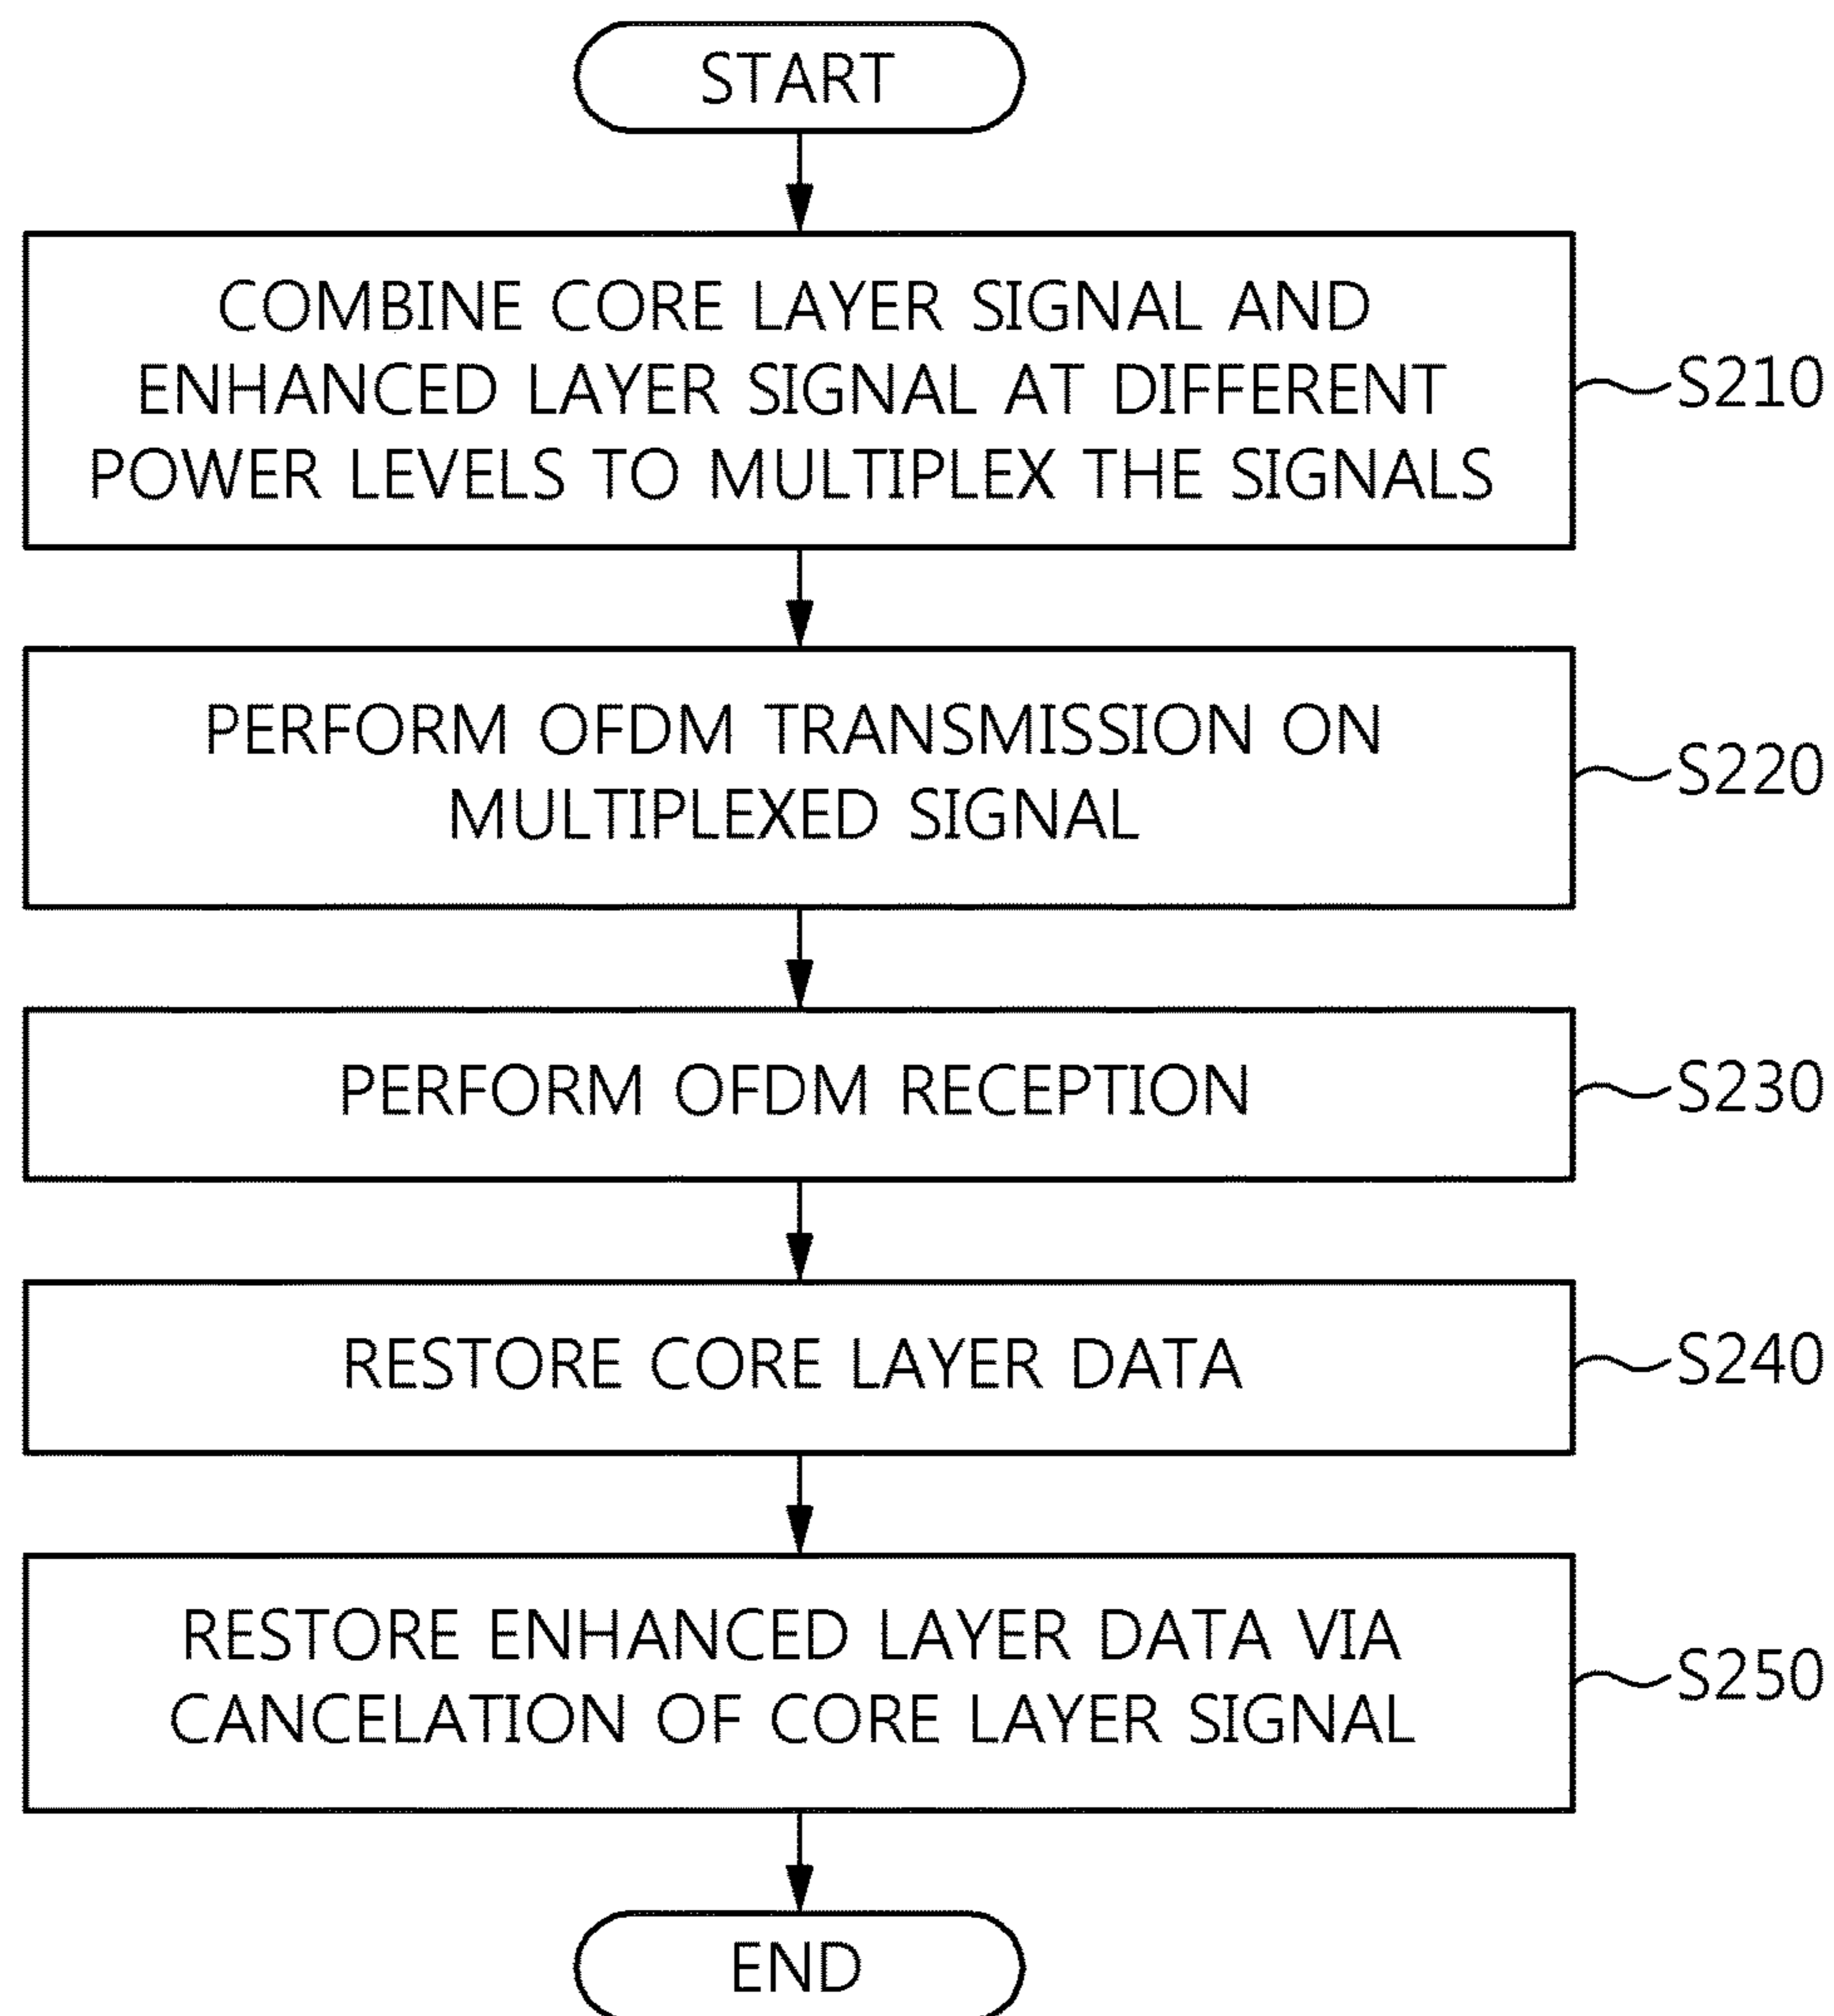 START
COMBINE CORE LAYER SIGNAL AND
ENHANCED LAYER SIGNAL AT DIFFERENT
POWER LEVELS TO MULTIPLEX THE SIGNALS
S210
PERFORM OFDM TRANSMISSION ON
MULTIPLEXED SIGNAL
S220
PERFORM OFDM RECEPTION
S230
RESTORE CORE LAYER DATA
S240
RESTORE ENHANCED LAYER DATA VIA
CANCELATION OF CORE LAYER SIGNAL
S250
END